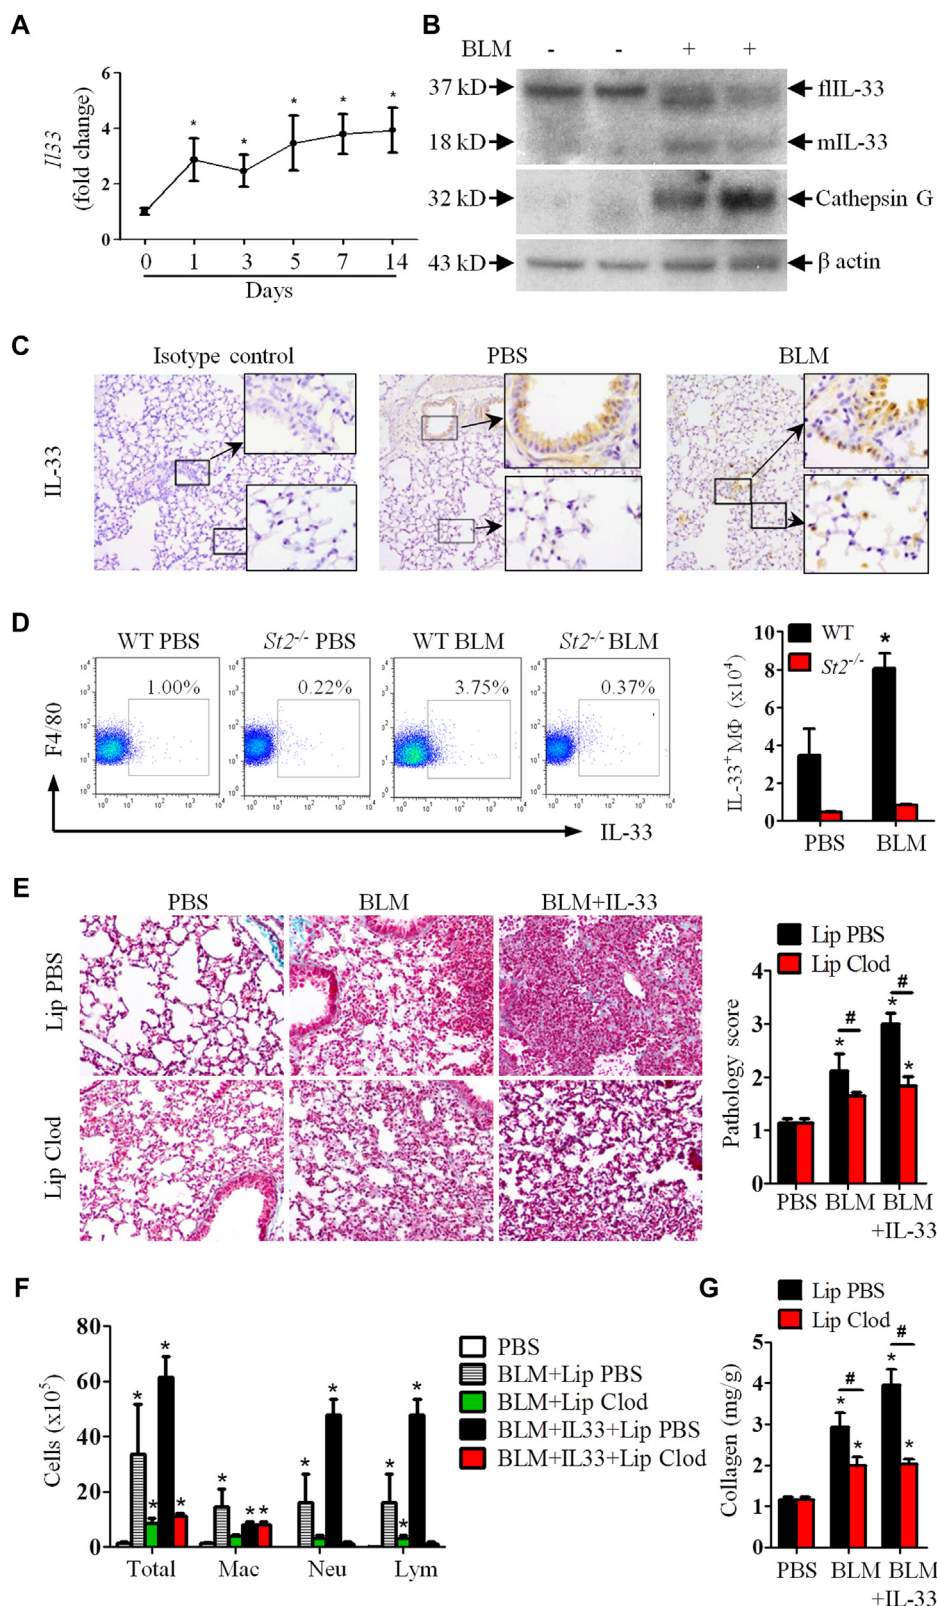 A
Il33
(fold change)
6
4
2
0
*
*
*
*
*
0 1 3 5 7 14
Days
B
BLM - - + +
37 kD flIL-33
18 kD mIL-33
32 kD Cathepsin G
43 kD β actin
C
Isotype control PBS BLM
IL-33
D
WT PBS St2-/- PBS WT BLM St2-/- BLM
1.00% 0.22% 3.75% 0.37%
F4/80
IL-33
IL-33+MΦ (x10⁴)
10
8
6
4
2
0
WT
St2-/-
*
PBS BLM
E
PBS BLM BLM+IL-33
Lip PBS
Lip Clod
Lip PBS
Lip Clod
Pathology score
4
3
2
1
0
* # * # *
PBS BLM BLM
+IL-33
F
Cells (x10⁵)
80
60
40
20
0
* * * * * * * * * * * *
Total Mac Neu Lym
PBS
BLM+Lip PBS
BLM+Lip Clod
BLM+IL33+Lip PBS
BLM+IL33+Lip Clod
G
Lip PBS
Lip Clod
Collagen (mg/g)
5
4
3
2
1
0
* # * * # *
PBS BLM BLM
+IL-33